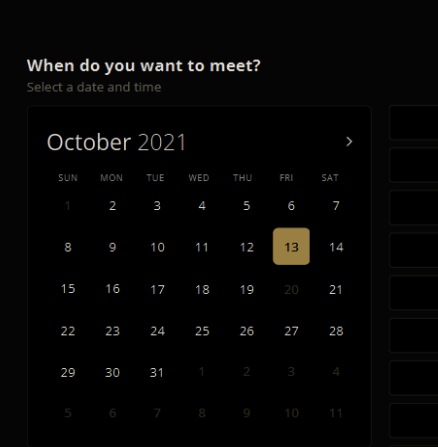 When do you want to meet?
Select a date and time
October 2021
SUN MON TUE WED THU FRI SAT
1 2 3 4 5 6 7
8 9 10 11 12 13 14
15 16 17 18 19 20 21
22 23 24 25 26 27 28
29 30 31 1 2 3 4
5 6 7 8 9 10 11